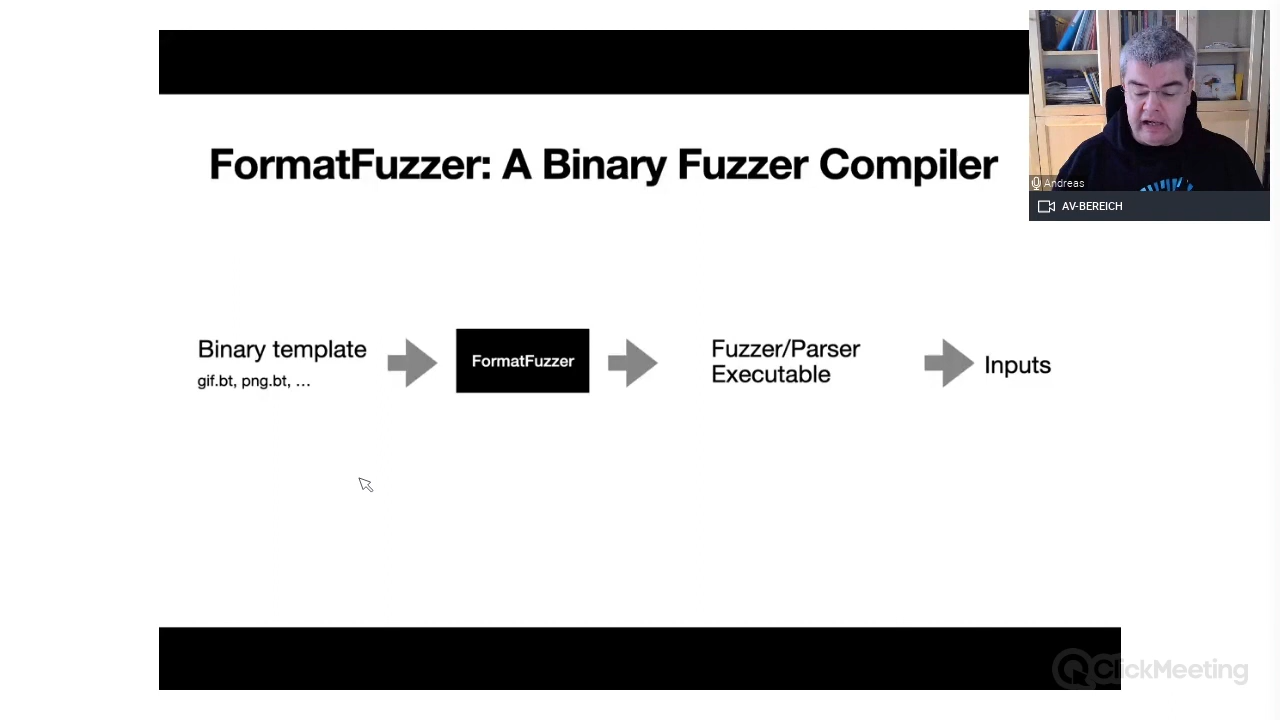 FormatFuzzer: A Binary Fuzzer Compiler
Andreas
AV-BEREICH
Binary template
gif.bt, png.bt, …
FormatFuzzer
Fuzzer/Parser
Executable
Inputs
ClickMeeting